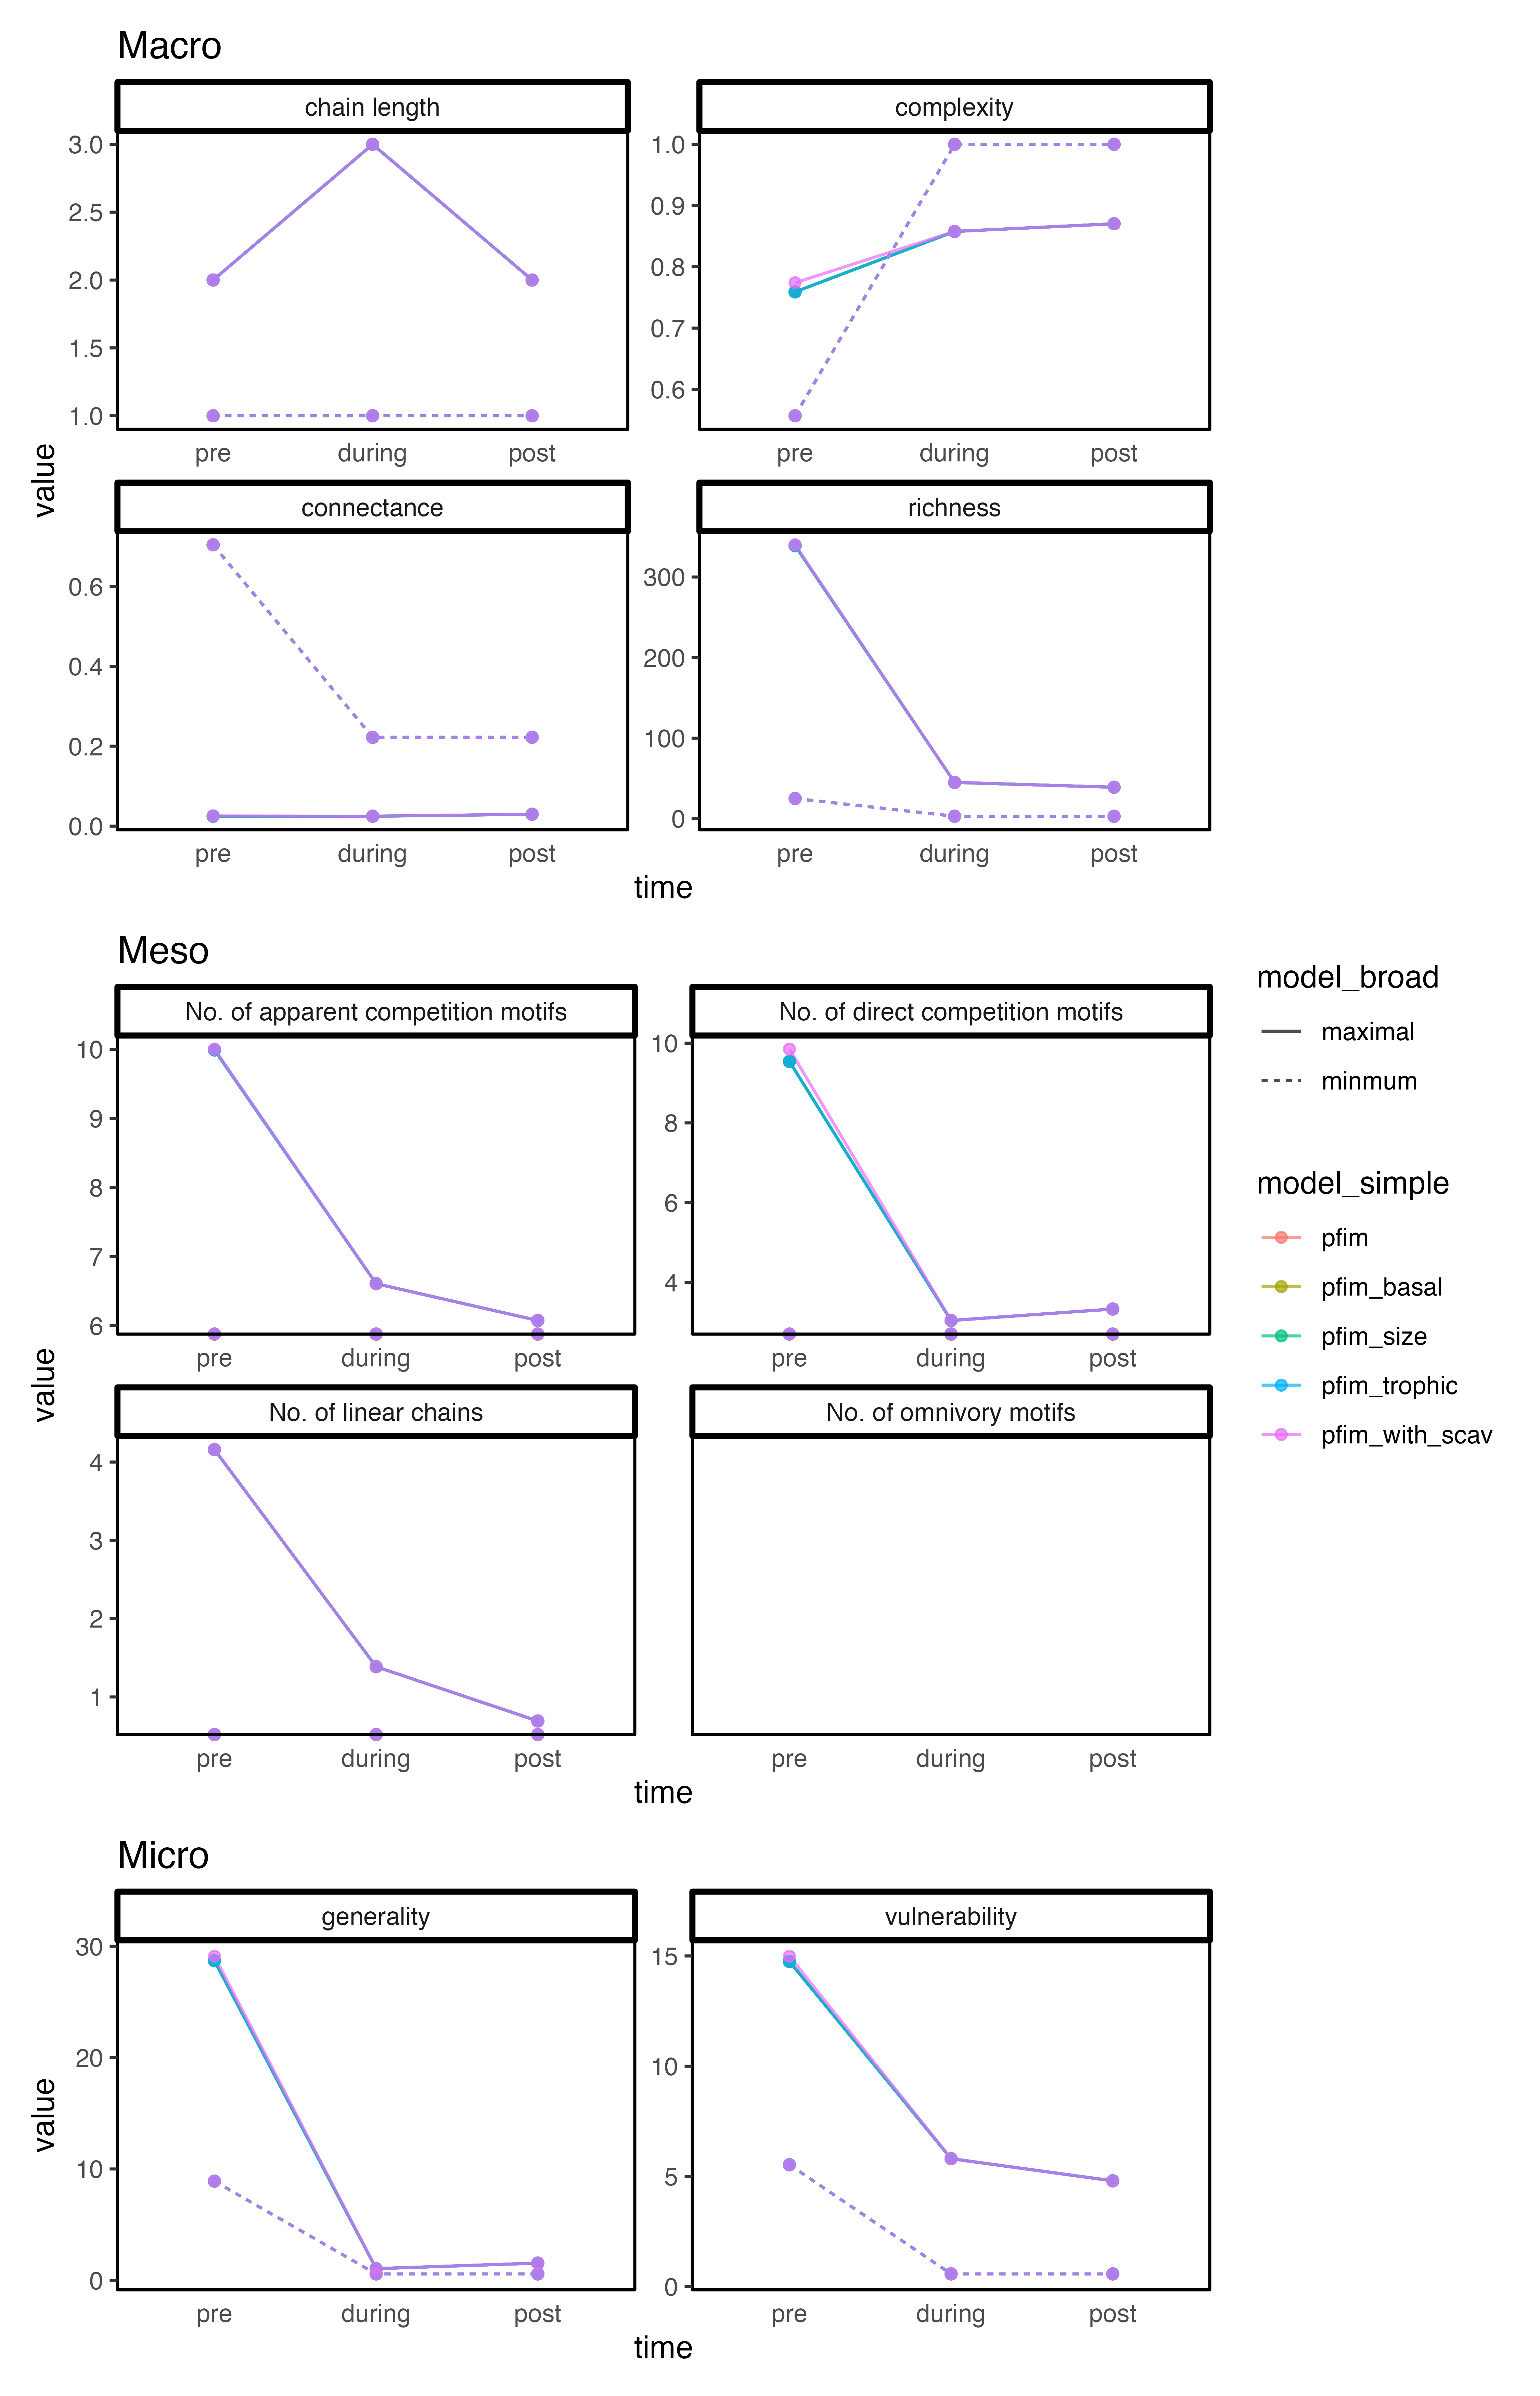 Macro
chain length
complexity
3.0
2.5
2.0
1.5
1.0
1.0
0.9
0.8
0.7
0.6
pre during post
pre during post
value
connectance
richness
0.6
0.4
0.2
0.0
300
200
100
0
pre during post
pre during post
time
Meso
No. of apparent competition motifs
No. of direct competition motifs
10
9
8
7
6
10
8
6
4
pre during post
pre during post
value
No. of linear chains
No. of omnivory motifs
4
3
2
1
pre during post
pre during post
time
model_broad
maximal
minmum
model_simple
pfim
pfim_basal
pfim_size
pfim_trophic
pfim_with_scav
Micro
generality
vulnerability
30
20
10
0
15
10
5
0
value
pre during post
pre during post
time